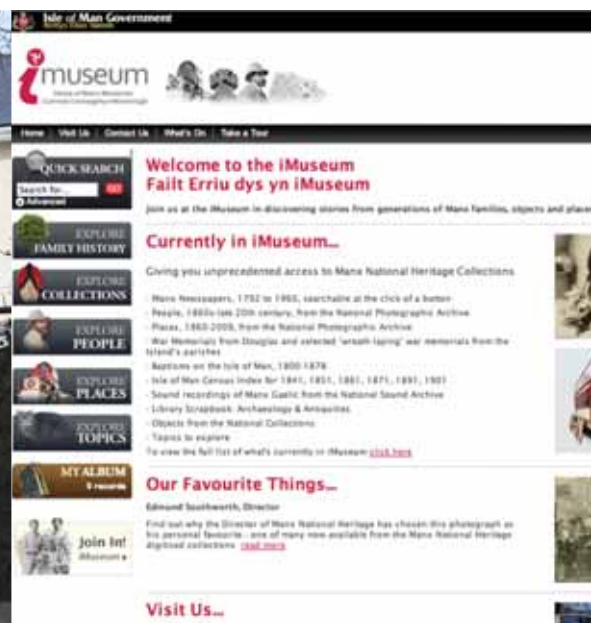 Isle of Man Government
imuseum
Home Visit Us Contact Us What's On Take a Tour
QUICK SEARCH
Search for... GO
Advanced
EXPLORE
FAMILY HISTORY
EXPLORE
COLLECTIONS
EXPLORE
PEOPLE
EXPLORE
PLACES
EXPLORE
TOPICS
MY ALBUM
records
Join In!
iMuseum
Welcome to the iMuseum
Failt Erriu dys yn iMuseum
Join us at the iMuseum in discovering stories from generations of Manx families, objects and places
Currently in iMuseum...
Giving you unprecedented access to Manx National Heritage Collections
- Manx Newspapers, 1792 to 1960, searchable at the click of a button
- People, 1860s-late 20th century, from the National Photographic Archive
- Places, 1860-2009, from the National Photographic Archive
- War Memorials from Douglas and selected 'wreath laying' war memorials from the
Island's parishes
- Baptisms on the Isle of Man, 1800-1878
- Isle of Man Census Index for 1841, 1851, 1861, 1871, 1891, 1901
- Sound recordings of Manx Gaelic from the National Sound Archive
- Library Scrapbook: Archaeology & Antiquities
- Objects from the National Collections
- Topics to explore
To view the full list of what's currently in iMuseum click here
Our Favourite Things...
Edmund Southworth, Director
Find out why the Director of Manx National Heritage has chosen this photograph as
his personal favourite - one of many now available from the Manx National Heritage
digitised collections read more
Visit Us...